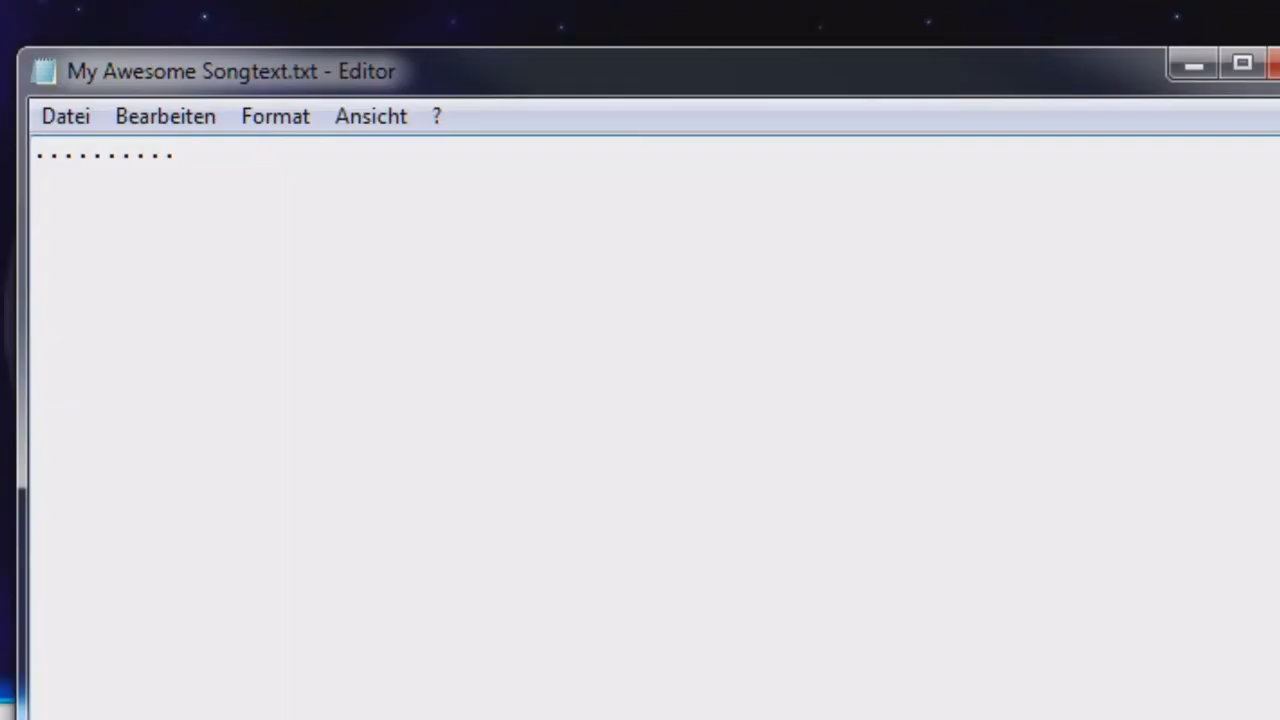 My Awesome Songtext.txt - Editor
Datei Bearbeiten Format Ansicht ?
..........